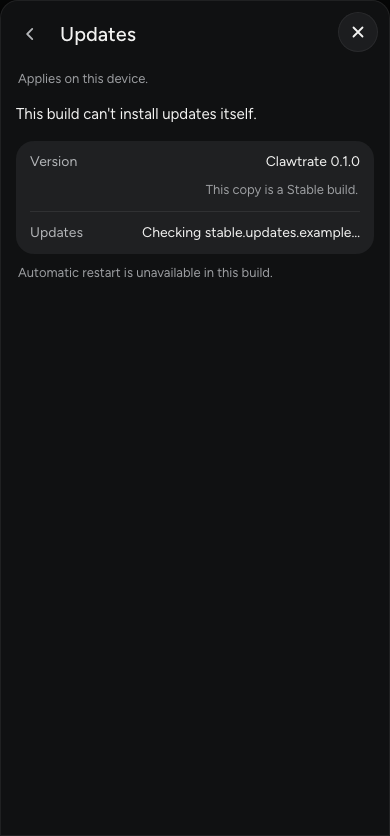 Updates
Applies on this device.
This build can't install updates itself.
Version Clawtrate 0.1.0
This copy is a Stable build.
Updates Checking stable.updates.example…
Automatic restart is unavailable in this build.